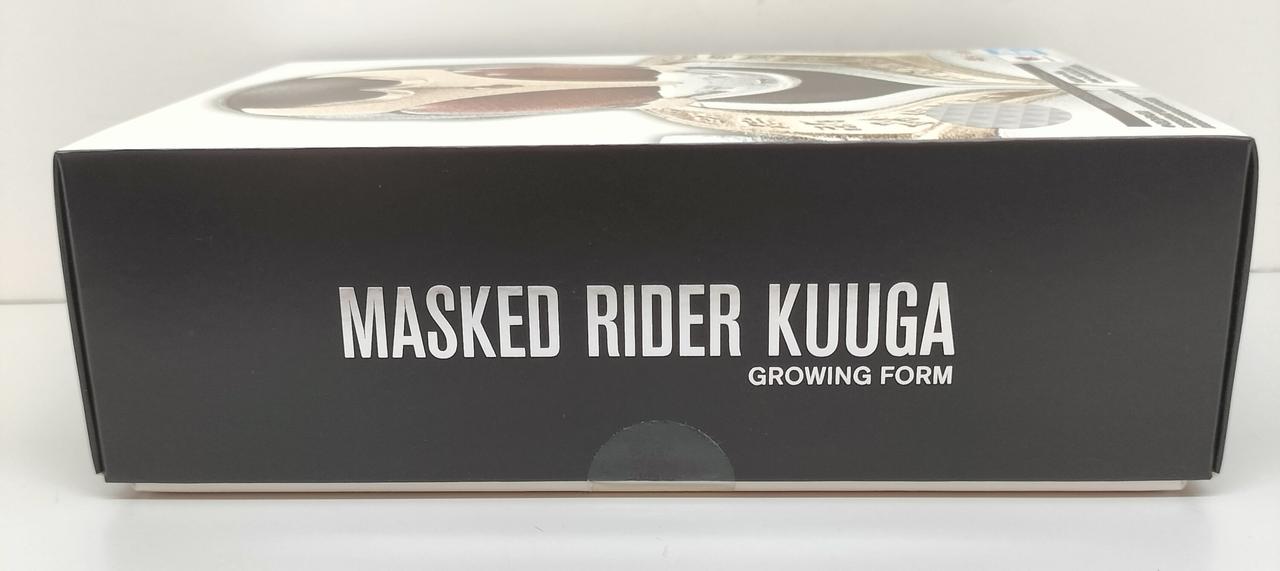 MASKED RIDER KUUGA
GROWING FORM